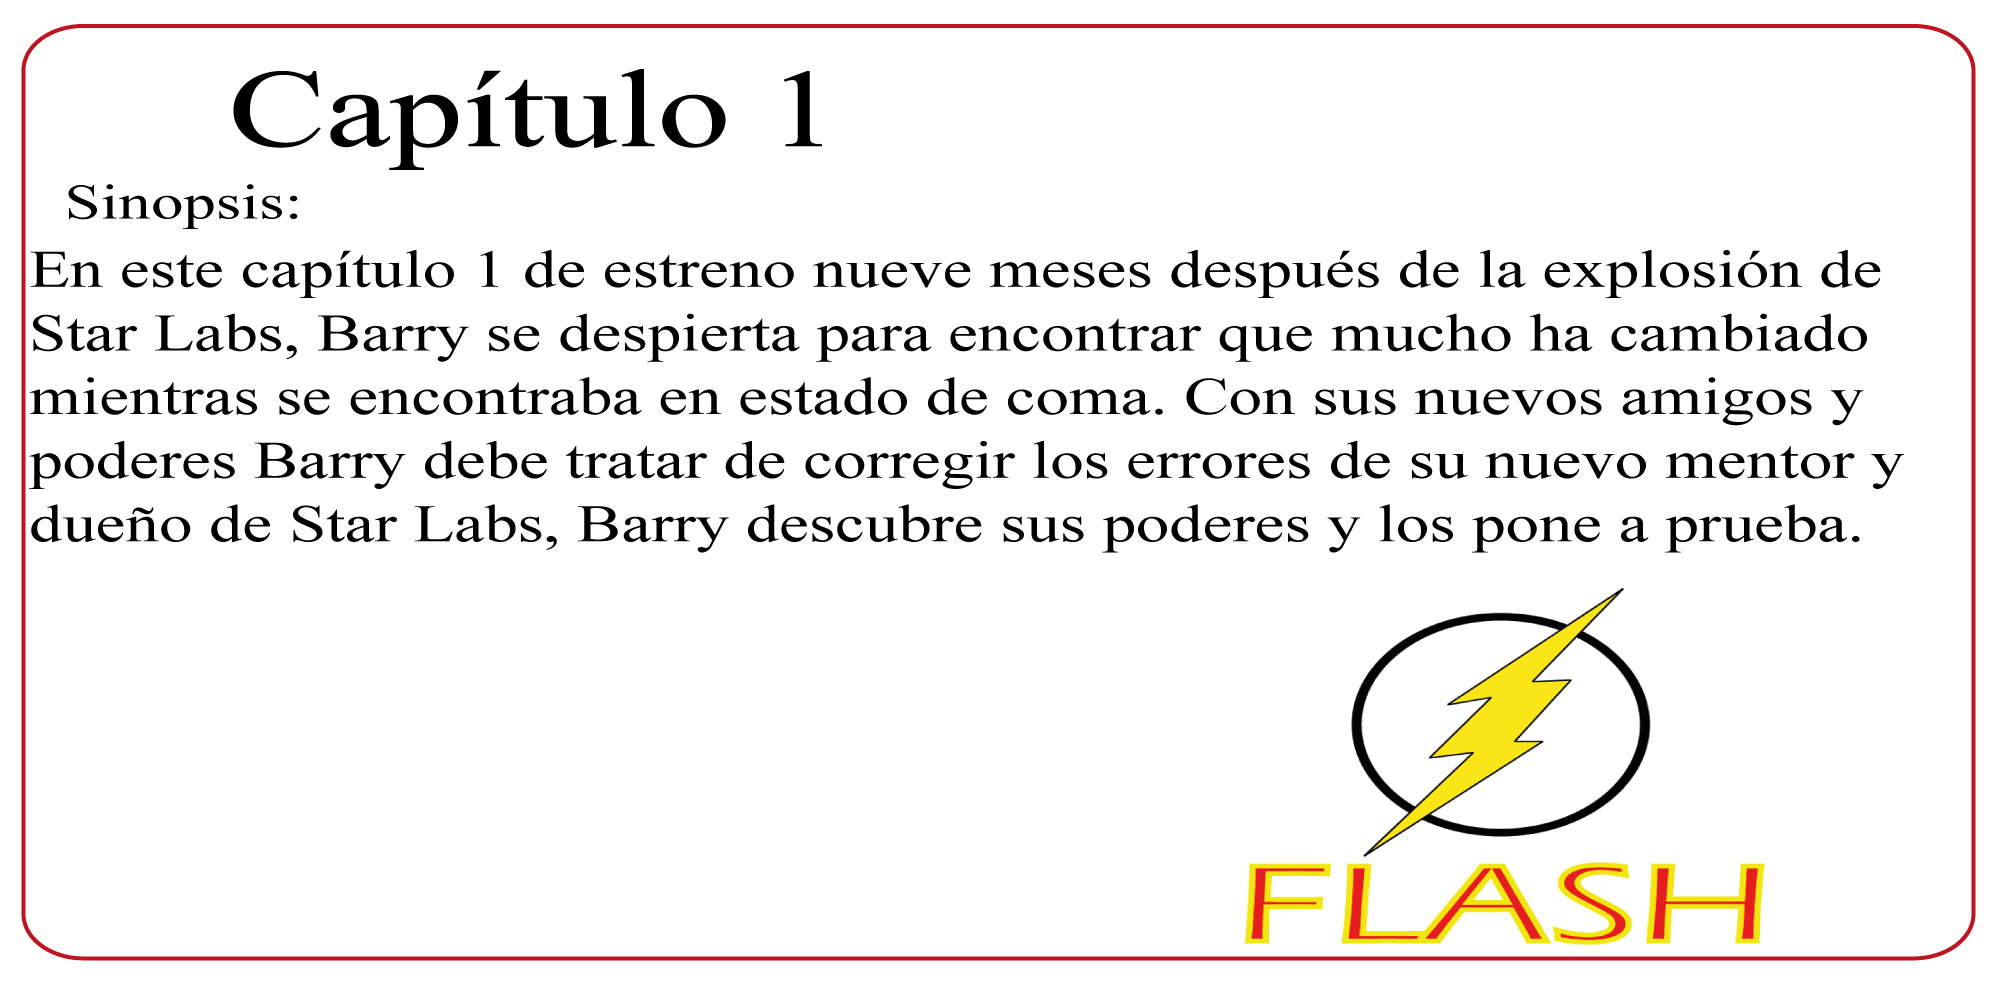 Capítulo 1
Sinopsis:
En este capítulo 1 de estreno nueve meses después de la explosión de
Star Labs, Barry se despierta para encontrar que mucho ha cambiado
mientras se encontraba en estado de coma. Con sus nuevos amigos y
poderes Barry debe tratar de corregir los errores de su nuevo mentor y
dueño de Star Labs, Barry descubre sus poderes y los pone a prueba.
FLASH